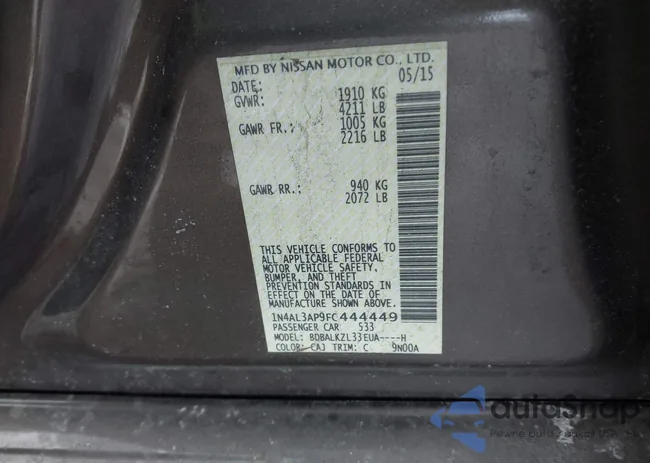 MFD BY NISSAN MOTOR CO., LTD.
DATE: 05/15
GVWR: 1910 KG
4211 LB
GAWR FR.: 1005 KG
2216 LB
GAWR RR.: 940 KG
2072 LB
THIS VEHICLE CONFORMS TO
ALL APPLICABLE FEDERAL
MOTOR VEHICLE SAFETY,
BUMPER, AND THEFT
PREVENTION STANDARDS
IN EFFECT ON THE DATE OF
MANUFACTURE SHOWN ABOVE.
1N4AL3AP9FC444449
PASSENGER CAR 533
MODEL: BDBALKZL33EUA----H
COLOR: CAJ TRIM: C 9N00A
autoSnap